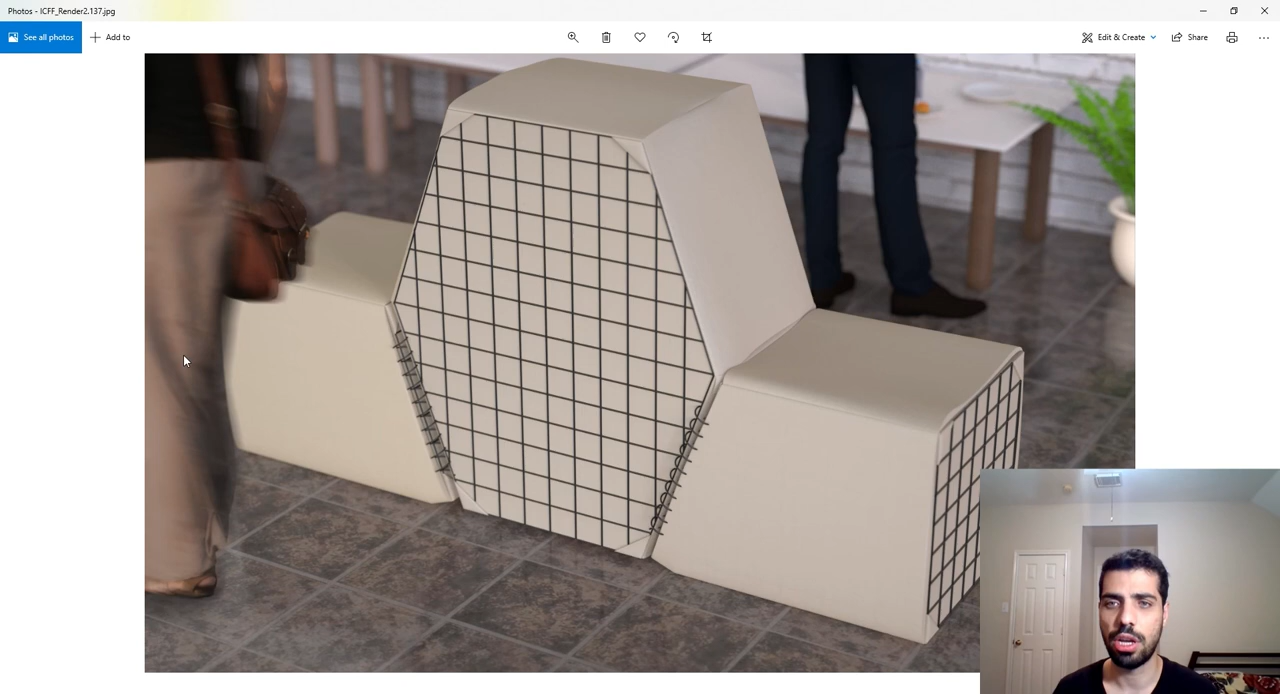 Photos - ICFF_Render2.137.jpg
See all photos
Add to
Edit & Create
Share